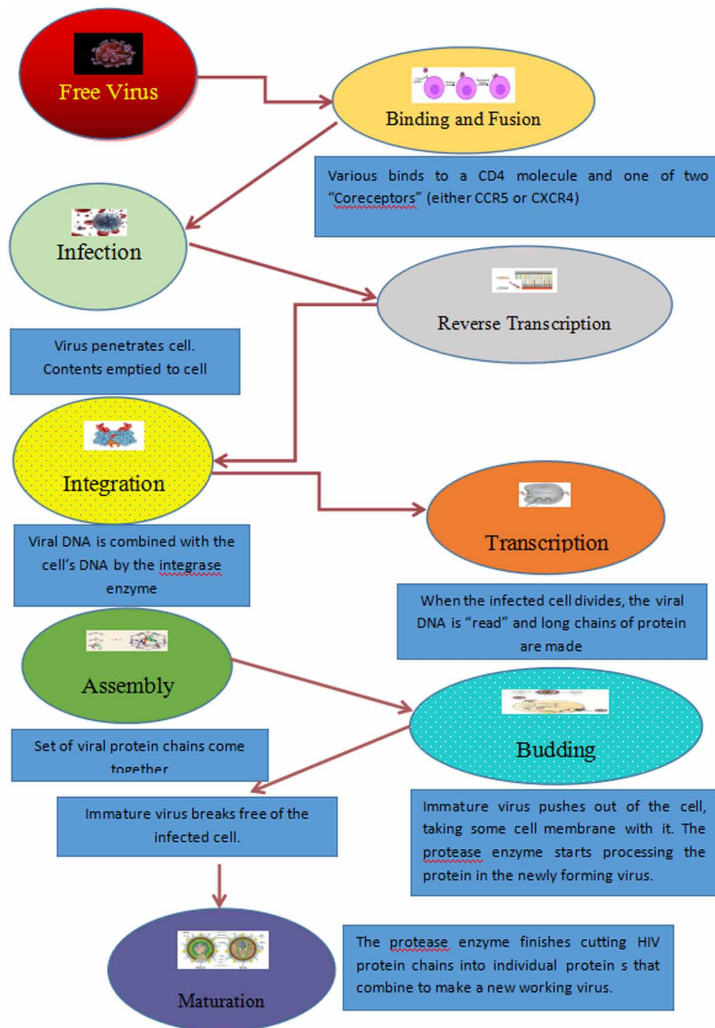 Free Virus
Binding and Fusion
Various binds to a CD4 molecule and one of two
“Coreceptors” (either CCR5 or CXCR4)
Infection
Reverse Transcription
Virus penetrates cell.
Contents emptied to cell
Integration
Transcription
Viral DNA is combined with the
cell’s DNA by the integrase
enzyme
When the infected cell divides, the viral
DNA is “read” and long chains of protein
are made
Assembly
Budding
Set of viral protein chains come
together
Immature virus breaks free of the
infected cell.
Immature virus pushes out of the cell,
taking some cell membrane with it. The
protease enzyme starts processing the
protein in the newly forming virus.
Maturation
The protease enzyme finishes cutting HIV
protein chains into individual protein s that
combine to make a new working virus.